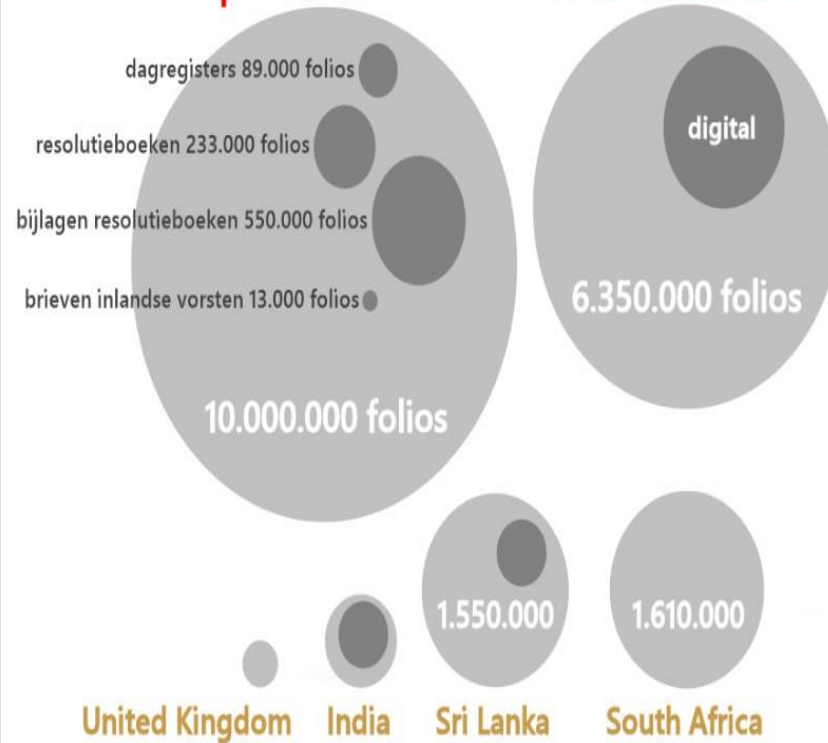 dagregisters 89.000 folios
resolutieboeken 233.000 folios
bijlagen resolutieboeken 550.000 folios
brieven inlandse vorsten 13.000 folios
10.000.000 folios
digital
6.350.000 folios
1.550.000
1.610.000
United Kingdom
India
Sri Lanka
South Africa